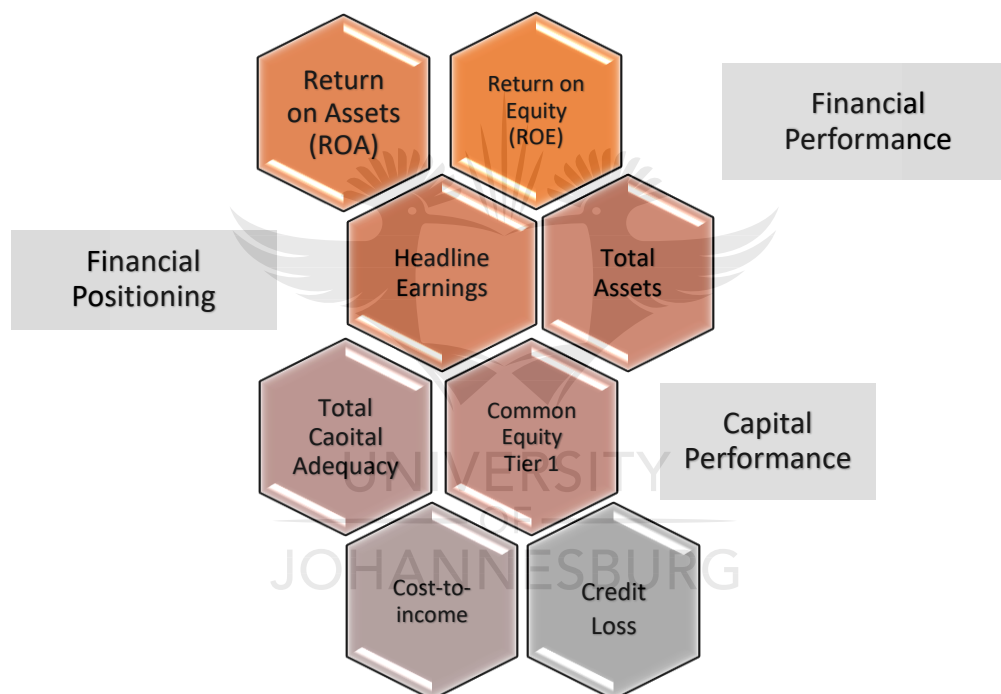 Return
on Assets
(ROA)
Return on
Equity
(ROE)
Financial
Performance
Financial
Positioning
Headline
Earnings
Total
Assets
Total
Caoital
Adequacy
Common
Equity
Tier 1
Capital
Performance
UNIVERSITY
OF
JOHANNESBURG
Cost-to-
income
Credit
Loss